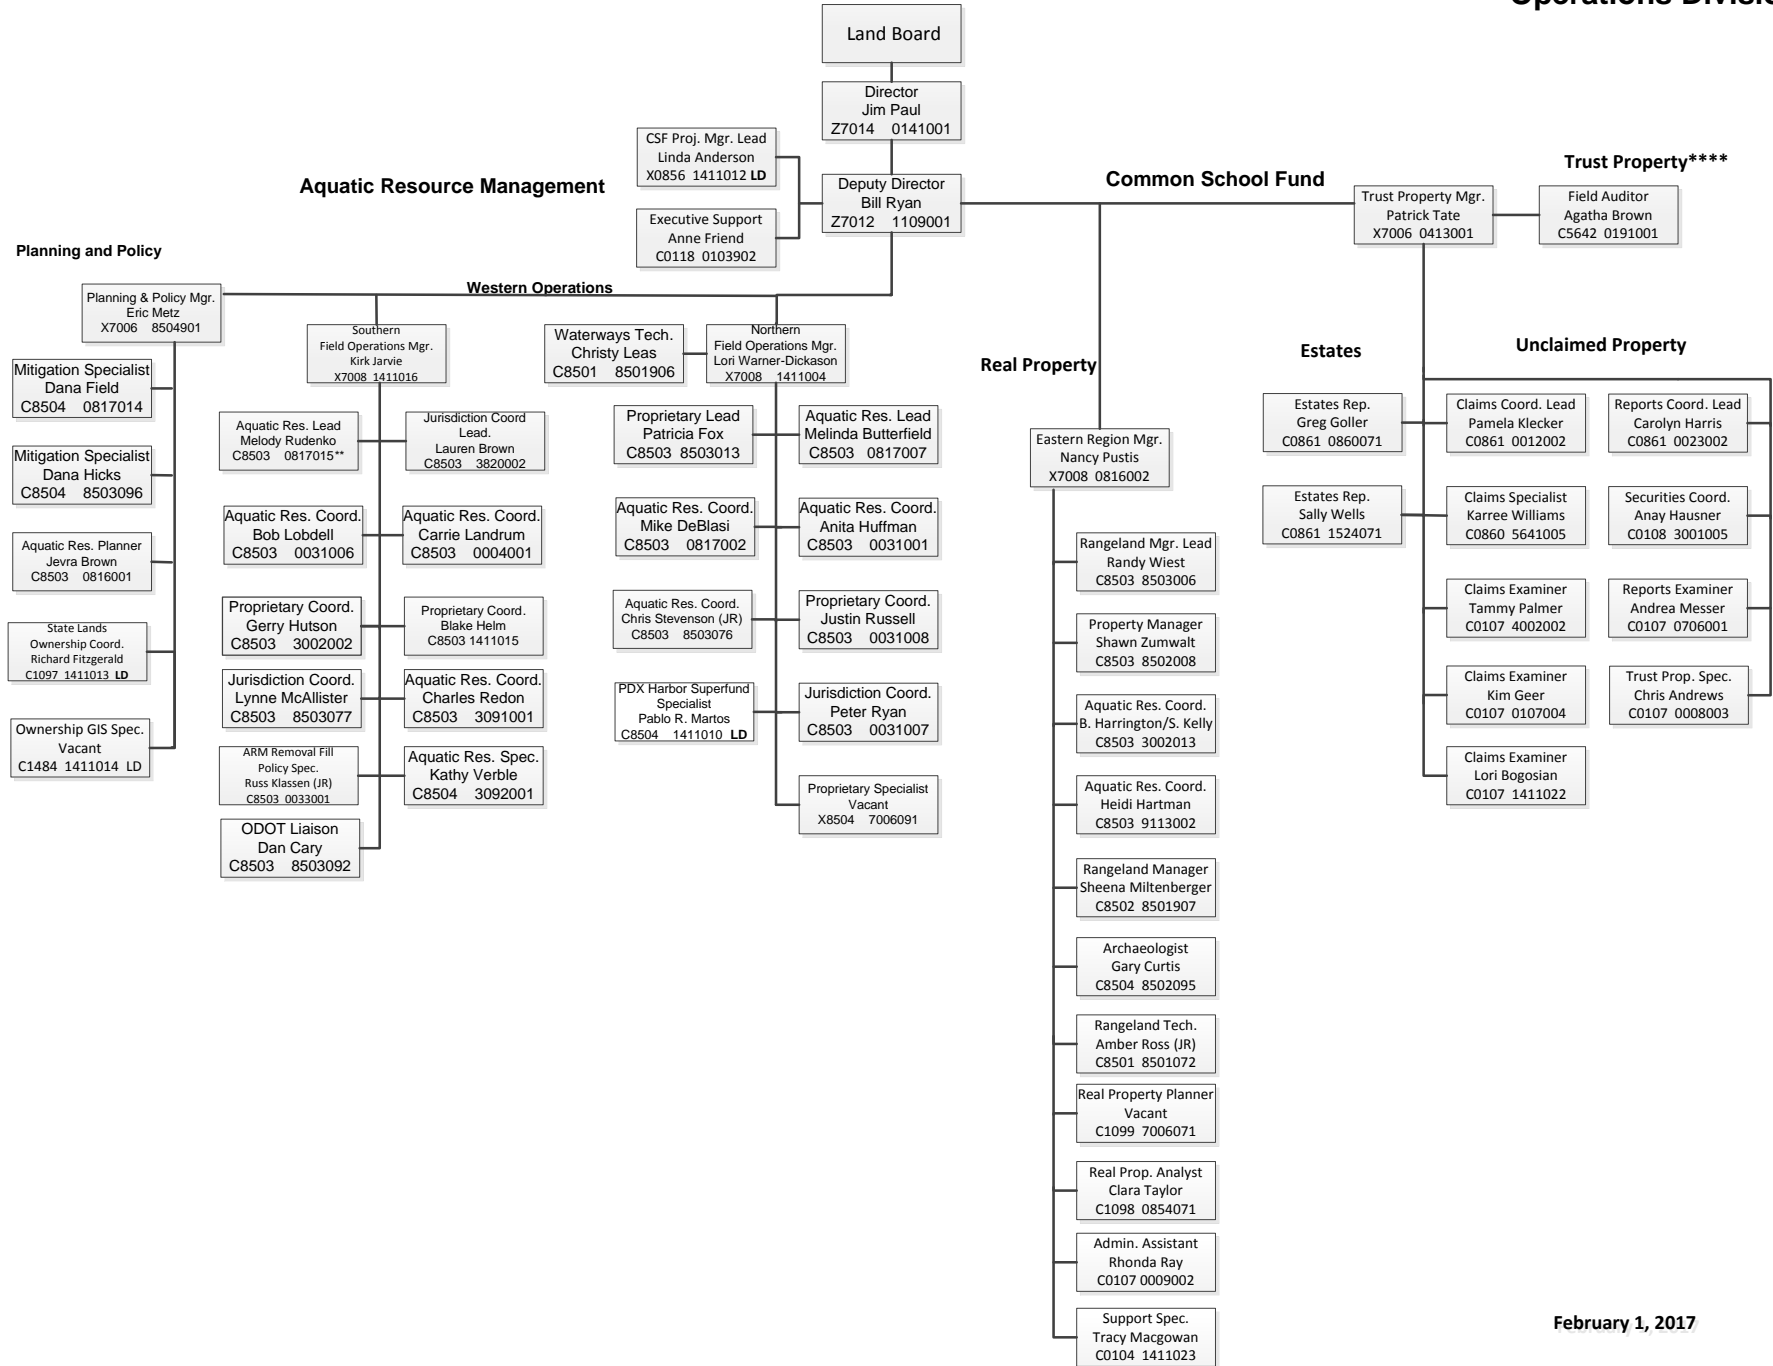 Operations Divisio
Land Board
Director
Jim Paul
Z7014 0141001
CSF Proj. Mgr. Lead
Linda Anderson
X0856 1411012 LD
Deputy Director
Bill Ryan
Z7012 1109001
Executive Support
Anne Friend
C0118 0103902
Aquatic Resource Management
Common School Fund
Trust Property****
Trust Property Mgr.
Patrick Tate
X7006 0413001
Field Auditor
Agatha Brown
C5642 0191001
Planning and Policy
Western Operations
Planning & Policy Mgr.
Eric Metz
X7006 8504901
Mitigation Specialist
Dana Field
C8504 0817014
Mitigation Specialist
Dana Hicks
C8504 8503096
Aquatic Res. Planner
Jevra Brown
C8503 0816001
State Lands
Ownership Coord.
Richard Fitzgerald
C1097 1411013 LD
Ownership GIS Spec.
Vacant
C1484 1411014 LD
Southern
Field Operations Mgr.
Kirk Jarvie
X7008 1411016
Aquatic Res. Lead
Melody Rudenko
C8503 0817015**
Jurisdiction Coord
Lead.
Lauren Brown
C8503 3820002
Aquatic Res. Coord.
Bob Lobdell
C8503 0031006
Aquatic Res. Coord.
Carrie Landrum
C8503 0004001
Proprietary Coord.
Gerry Hutson
C8503 3002002
Proprietary Coord.
Blake Helm
C8503 1411015
Jurisdiction Coord.
Lynne McAllister
C8503 8503077
Aquatic Res. Coord.
Charles Redon
C8503 3091001
ARM Removal Fill
Policy Spec.
Russ Klassen (JR)
C8503 0033001
Aquatic Res. Spec.
Kathy Verble
C8504 3092001
ODOT Liaison
Dan Cary
C8503 8503092
Waterways Tech.
Christy Leas
C8501 8501906
Northern
Field Operations Mgr.
Lori Warner-Dickason
X7008 1411004
Proprietary Lead
Patricia Fox
C8503 8503013
Aquatic Res. Lead
Melinda Butterfield
C8503 0817007
Aquatic Res. Coord.
Mike DeBlasi
C8503 0817002
Aquatic Res. Coord.
Anita Huffman
C8503 0031001
Aquatic Res. Coord.
Chris Stevenson (JR)
C8503 8503076
Proprietary Coord.
Justin Russell
C8503 0031008
PDX Harbor Superfund
Specialist
Pablo R. Martos
C8504 1411010 LD
Jurisdiction Coord.
Peter Ryan
C8503 0031007
Proprietary Specialist
Vacant
X8504 7006091
Real Property
Eastern Region Mgr.
Nancy Pustis
X7008 0816002
Rangeland Mgr. Lead
Randy Wiest
C8503 8503006
Property Manager
Shawn Zumwalt
C8503 8502008
Aquatic Res. Coord.
B. Harrington/S. Kelly
C8503 3002013
Aquatic Res. Coord.
Heidi Hartman
C8503 9113002
Rangeland Manager
Sheena Miltenberger
C8502 8501907
Archaeologist
Gary Curtis
C8504 8502095
Rangeland Tech.
Amber Ross (JR)
C8501 8501072
Real Property Planner
Vacant
C1099 7006071
Real Prop. Analyst
Clara Taylor
C1098 0854071
Admin. Assistant
Rhonda Ray
C0107 0009002
Support Spec.
Tracy Macgowan
C0104 1411023
Estates
Unclaimed Property
Estates Rep.
Greg Goller
C0861 0860071
Claims Coord. Lead
Pamela Klecker
C0861 0012002
Reports Coord. Lead
Carolyn Harris
C0861 0023002
Estates Rep.
Sally Wells
C0861 1524071
Claims Specialist
Karree Williams
C0860 5641005
Securities Coord.
Anay Hausner
C0108 3001005
Claims Examiner
Tammy Palmer
C0107 4002002
Reports Examiner
Andrea Messer
C0107 0706001
Claims Examiner
Kim Geer
C0107 0107004
Trust Prop. Spec.
Chris Andrews
C0107 0008003
Claims Examiner
Lori Bogosian
C0107 1411022
February 1, 2017